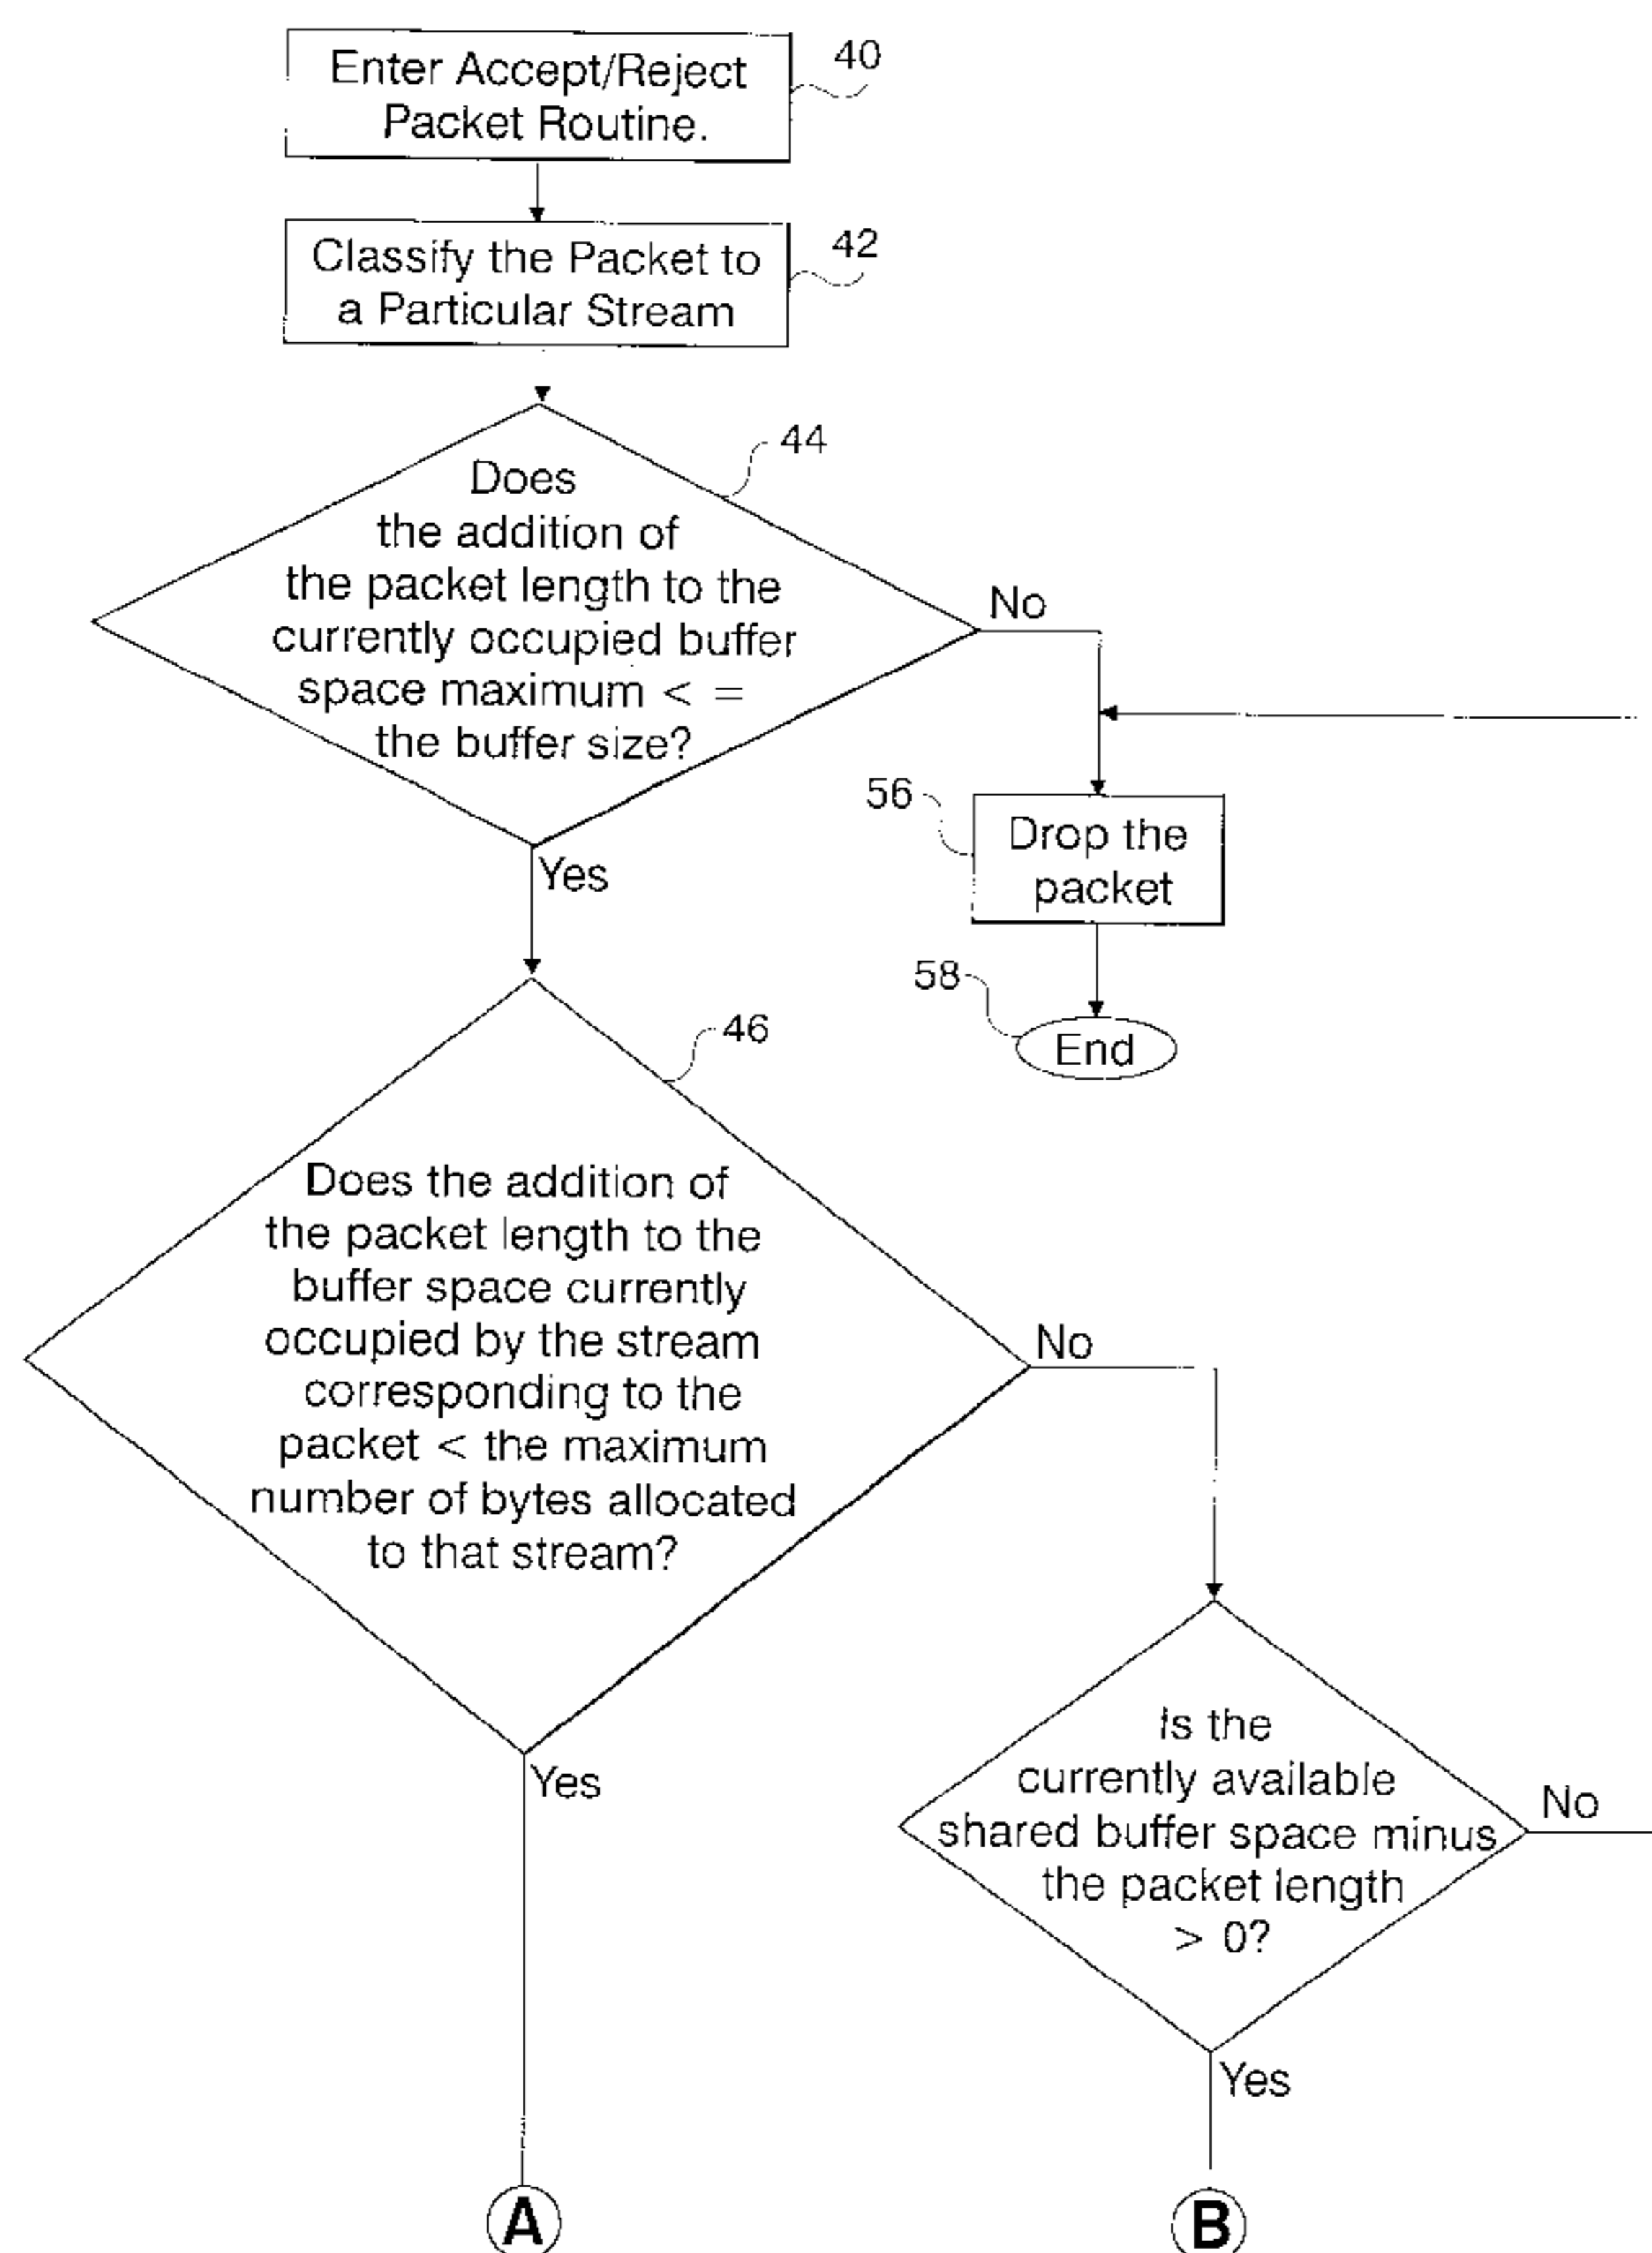 Enter Accept/Reject
Packet Routine.
40
Classify the Packet to
a Particular Stream
42
44
Does
the addition of
the packet length to the
currently occupied buffer
space maximum < =
the buffer size?
No
Yes
56
Drop the
packet
58
End
46
Does the addition of
the packet length to the
buffer space currently
occupied by the stream
corresponding to the
packet < the maximum
number of bytes allocated
to that stream?
No
Yes
Is the
currently available
shared buffer space minus
the packet length
> 0?
No
Yes
A
B